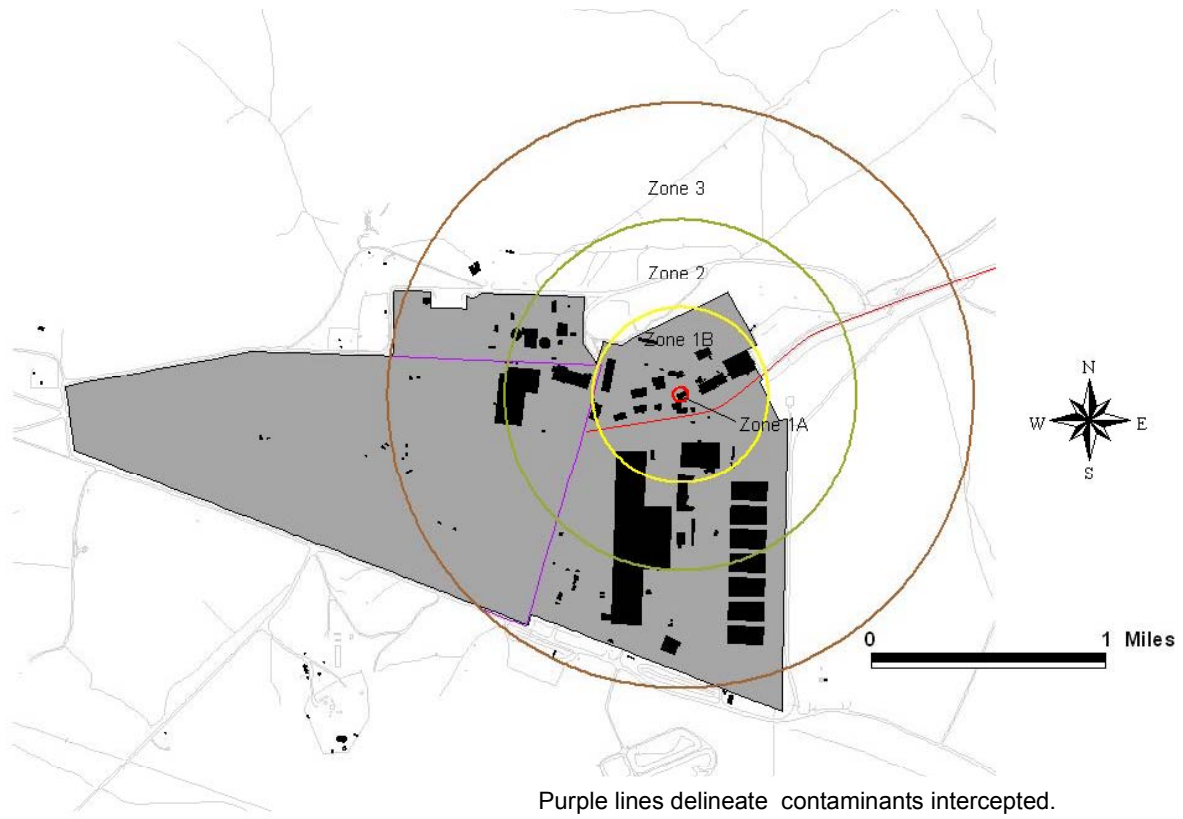 Zone 3
Zone 2
Zone 1B
Zone 1A
N
W E
S
0 1 Miles
Purple lines delineate contaminants intercepted.